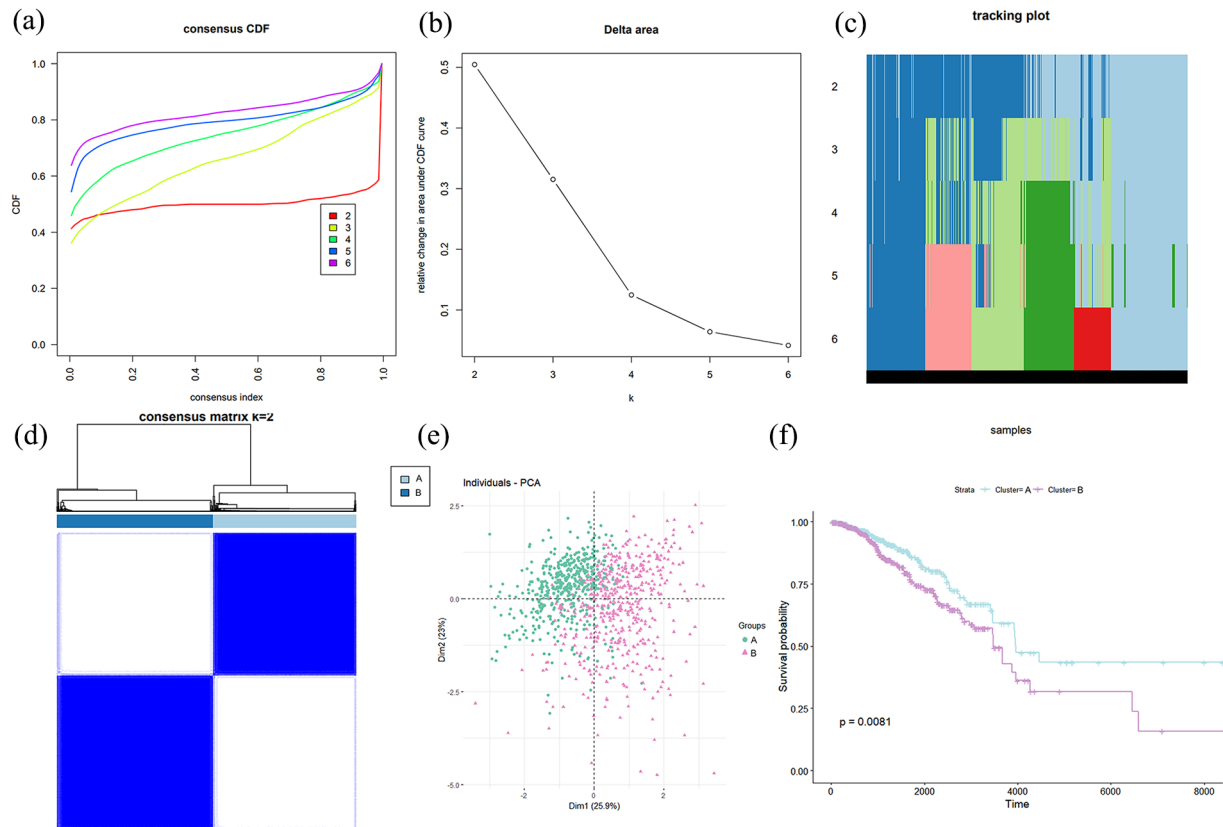 (a)
consensus CDF
CDF
1.0
0.8
0.6
0.4
0.2
0.0
2
3
4
5
6
0.0
0.2
0.4
0.6
0.8
1.0
consensus index
(b)
Delta area
relative change in area under CDF curve
0.5
0.4
0.3
0.2
0.1
2
3
4
5
6
k
(c)
tracking plot
2
3
4
5
6
(d)
consensus matrix k=2
A
B
(e)
Individuals - PCA
Dim2 (23%)
2.5
0.0
-2.5
-5.0
-2
0
2
Dim1 (25.9%)
Groups
A
B
(f)
samples
Strata
Cluster= A
Cluster= B
Survival probability
1.00
0.75
0.50
0.25
0.00
p = 0.0081
0
2000
4000
6000
8000
Time